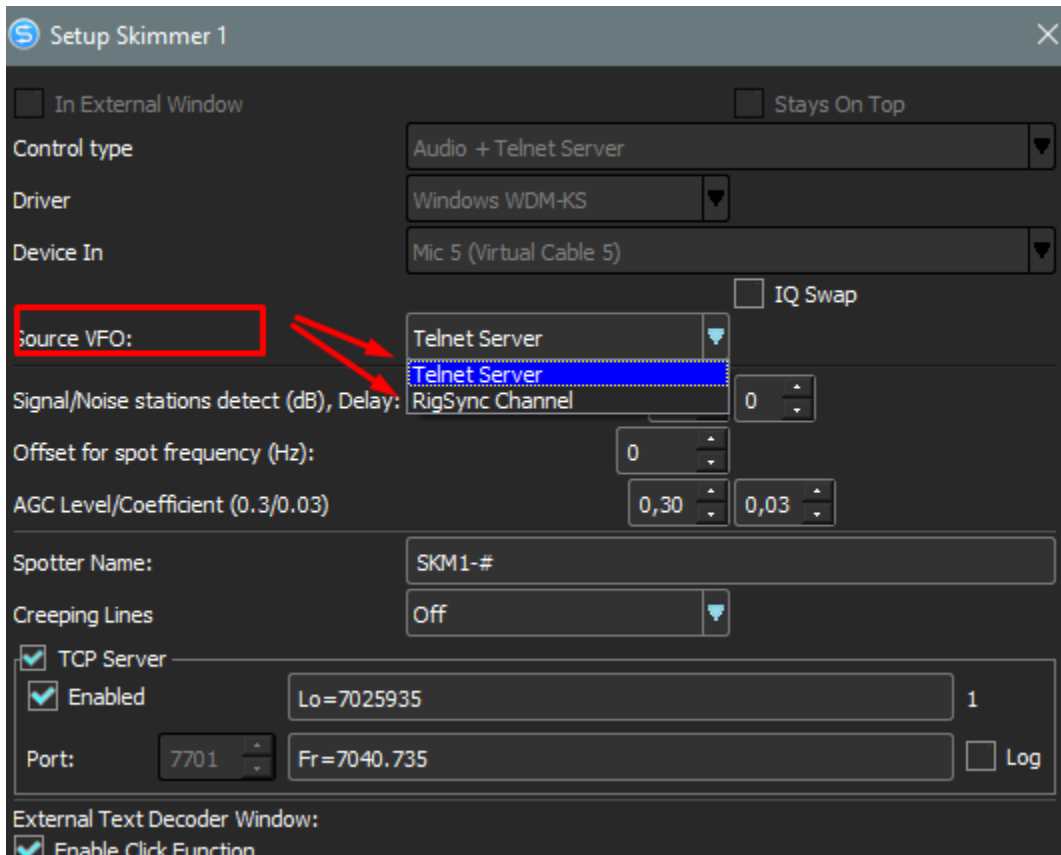 Setup Skimmer 1
In External Window Stays On Top
Control type Audio + Telnet Server
Driver Windows WDM-KS
Device In Mic 5 (Virtual Cable 5)
IQ Swap
Source VFO: Telnet Server
Telnet Server
Signal/Noise stations detect (dB), Delay: RigSync Channel 0
Offset for spot frequency (Hz): 0
AGC Level/Coefficient (0.3/0.03) 0,30 0,03
Spotter Name: SKM1-#
Creeping Lines Off
TCP Server
Enabled Lo=7025935 1
Port: 7701 Fr=7040.735 Log
External Text Decoder Window:
Enable Click Function